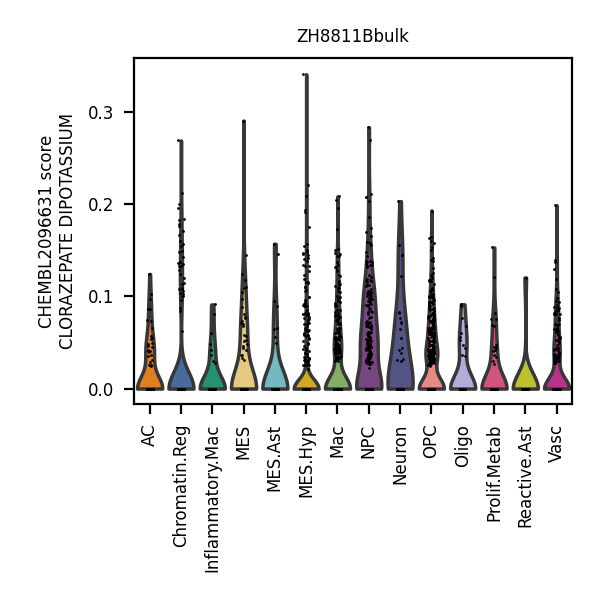 ZH8811Bbulk
CHEMBL2096631 score
CLORAZEPATE DIPOTASSIUM
0.3
0.2
0.1
0.0
AC
Chromatin.Reg
Inflammatory.Mac
MES
MES.Ast
MES.Hyp
Mac
NPC
Neuron
OPC
Oligo
Prolif.Metab
Reactive.Ast
Vasc